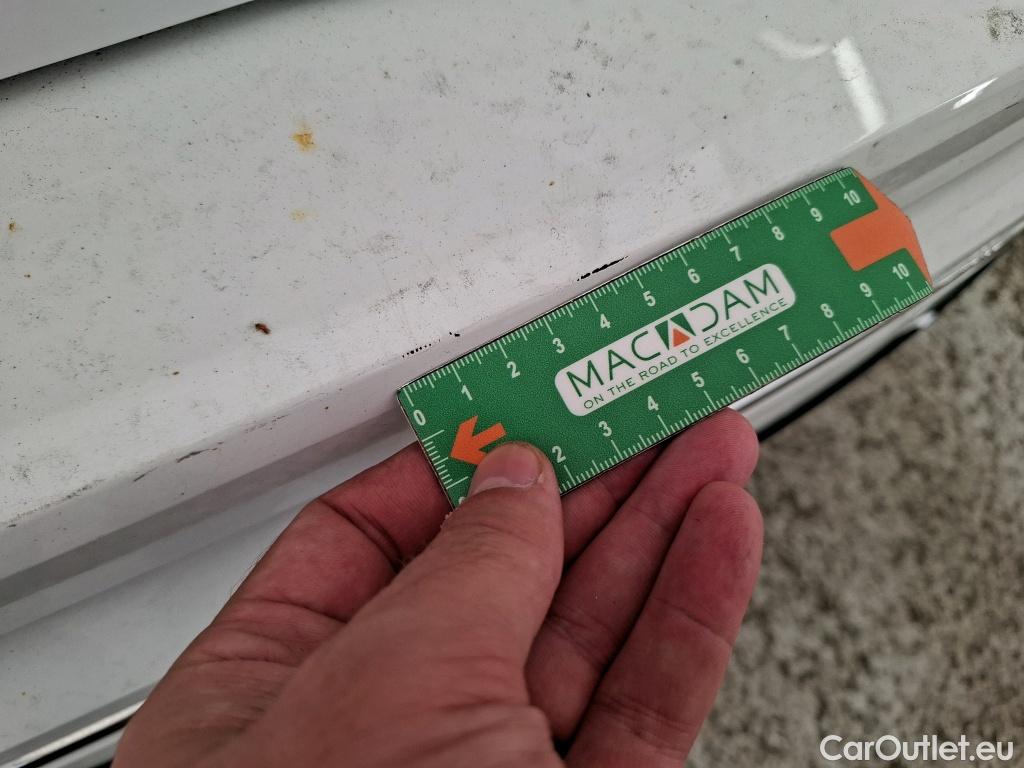 0 1 2 3 4 5 6 7 8 9 10
MACADAM
ON THE ROAD TO EXCELLENCE
2 3 4 5 6 7 8 9 10
CarOutlet.eu